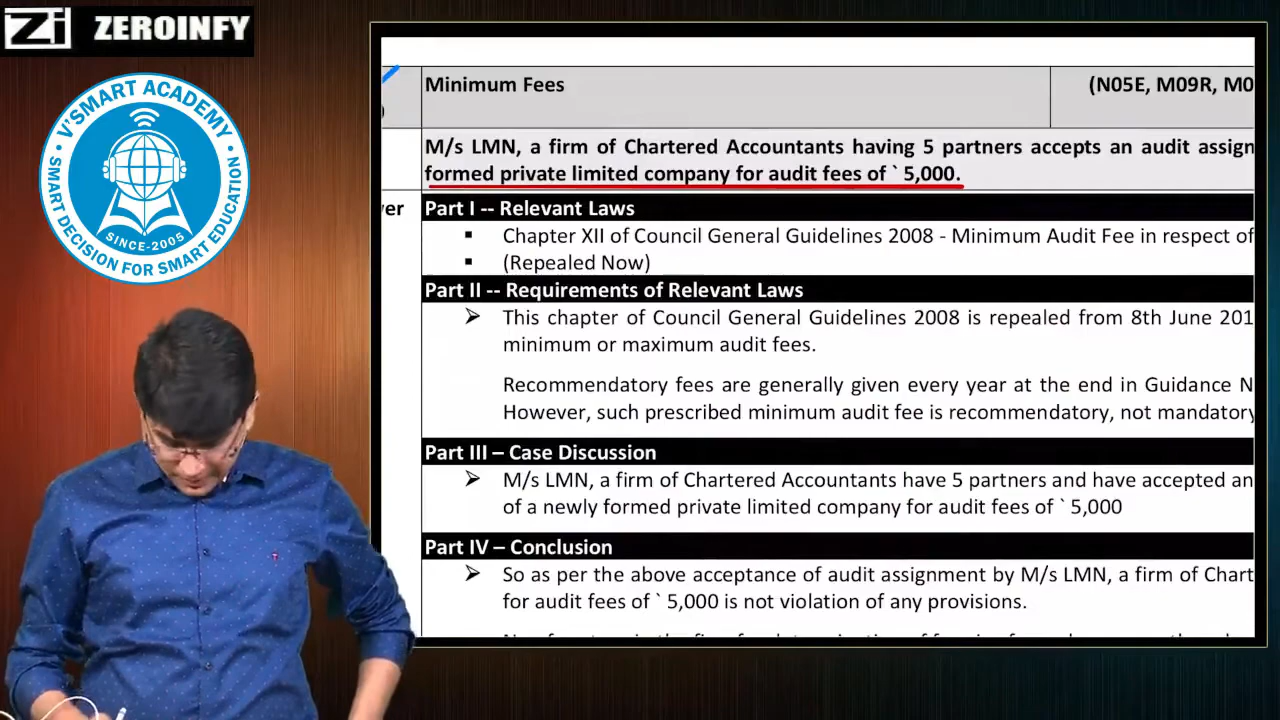 Zi ZEROINFY
V'SMART ACADEMY
SINCE-2005
SMART DECISION FOR SMART EDUCATION
)
Minimum Fees
(N05E, M09R, M0
M/s LMN, a firm of Chartered Accountants having 5 partners accepts an audit assign
formed private limited company for audit fees of ` 5,000.
er
Part I -- Relevant Laws
▪ Chapter XII of Council General Guidelines 2008 - Minimum Audit Fee in respect of
▪ (Repealed Now)
Part II -- Requirements of Relevant Laws
➤ This chapter of Council General Guidelines 2008 is repealed from 8th June 201
minimum or maximum audit fees.
Recommendatory fees are generally given every year at the end in Guidance N
However, such prescribed minimum audit fee is recommendatory, not mandatory
Part III – Case Discussion
➤ M/s LMN, a firm of Chartered Accountants have 5 partners and have accepted an
of a newly formed private limited company for audit fees of ` 5,000
Part IV – Conclusion
➤ So as per the above acceptance of audit assignment by M/s LMN, a firm of Chart
for audit fees of ` 5,000 is not violation of any provisions.